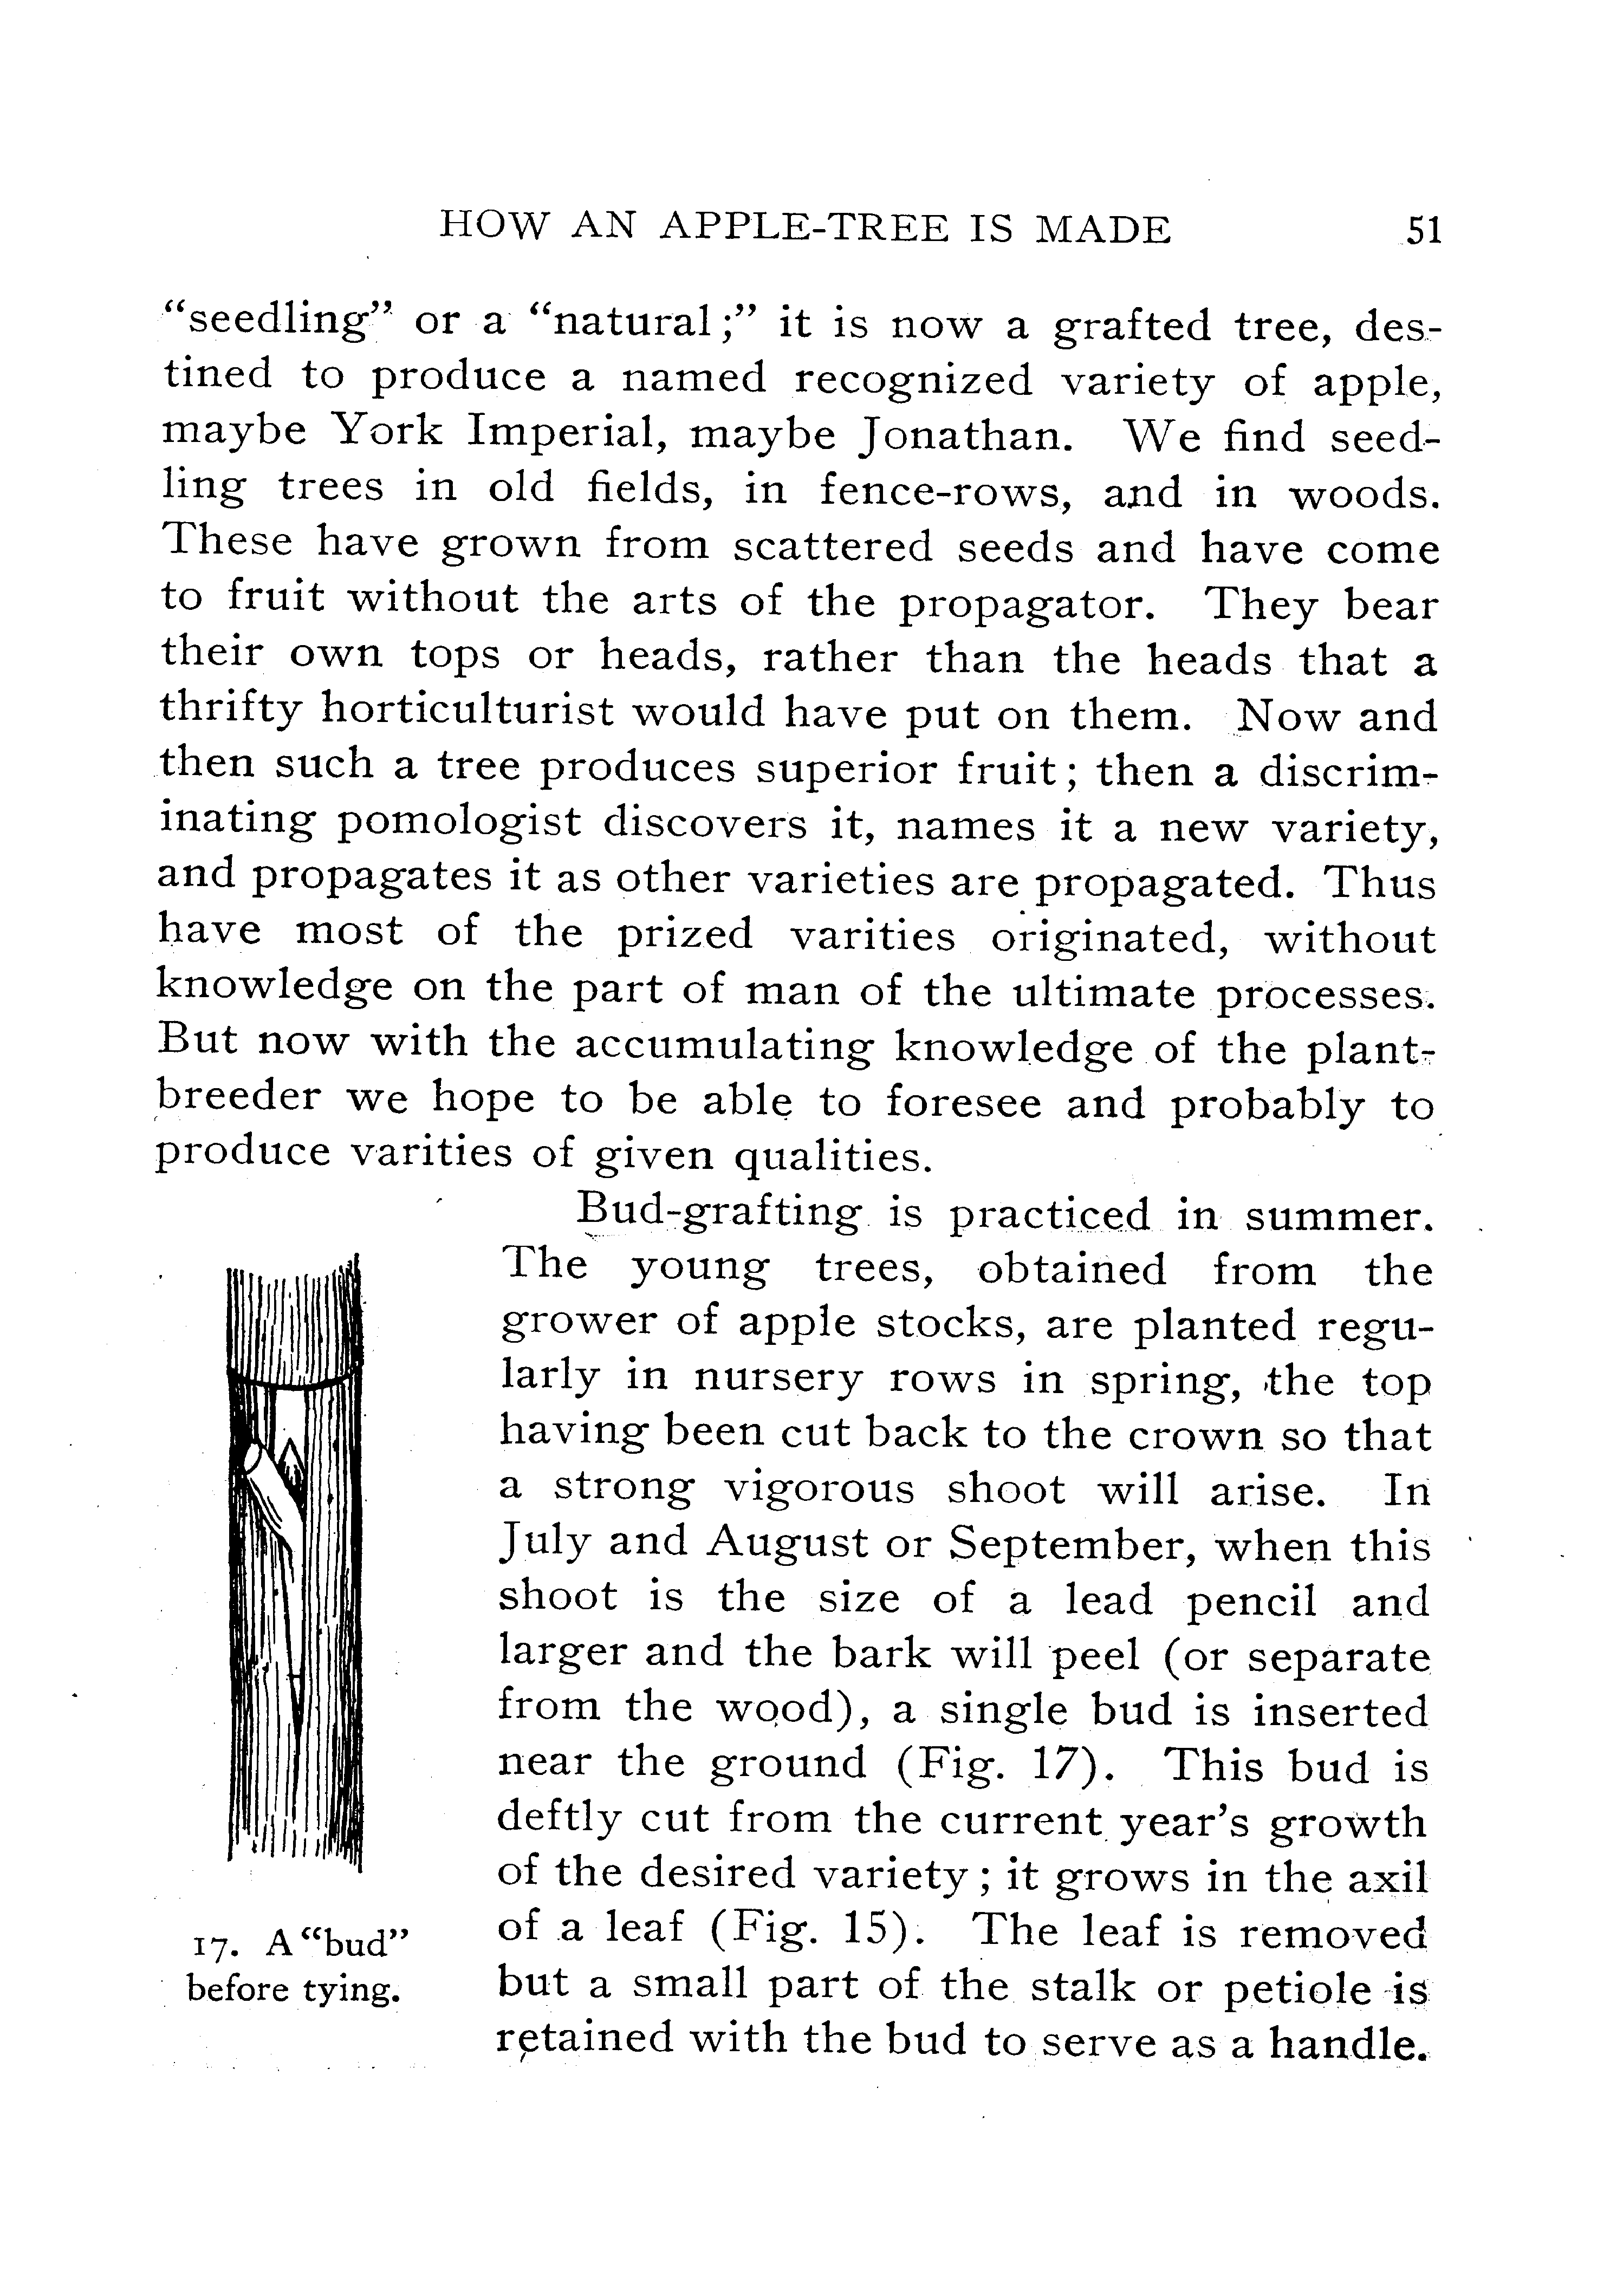 HOW AN APPLE-TREE IS MADE 51
“seedling” or a “natural;” it is now a grafted tree, des-
tined to produce a named recognized variety of apple,
maybe York Imperial, maybe Jonathan. We find seed-
ling trees in old fields, in fence-rows, and in woods.
These have grown from scattered seeds and have come
to fruit without the arts of the propagator. They bear
their own tops or heads, rather than the heads that a
thrifty horticulturist would have put on them. Now and
then such a tree produces superior fruit; then a discrim-
inating pomologist discovers it, names it a new variety,
and propagates it as other varieties are propagated. Thus
have most of the prized varities originated, without
knowledge on the part of man of the ultimate processes.
But now with the accumulating knowledge of the plant-
breeder we hope to be able to foresee and probably to
produce varities of given qualities.
Bud-grafting is practiced in summer.
The young trees, obtained from the
grower of apple stocks, are planted regu-
larly in nursery rows in spring, the top
having been cut back to the crown so that
a strong vigorous shoot will arise. In
July and August or September, when this
shoot is the size of a lead pencil and
larger and the bark will peel (or separate
from the wood), a single bud is inserted
near the ground (Fig. 17). This bud is
deftly cut from the current year’s growth
of the desired variety; it grows in the axil
of a leaf (Fig. 15). The leaf is removed
but a small part of the stalk or petiole is
retained with the bud to serve as a handle.
17. A “bud”
before tying.